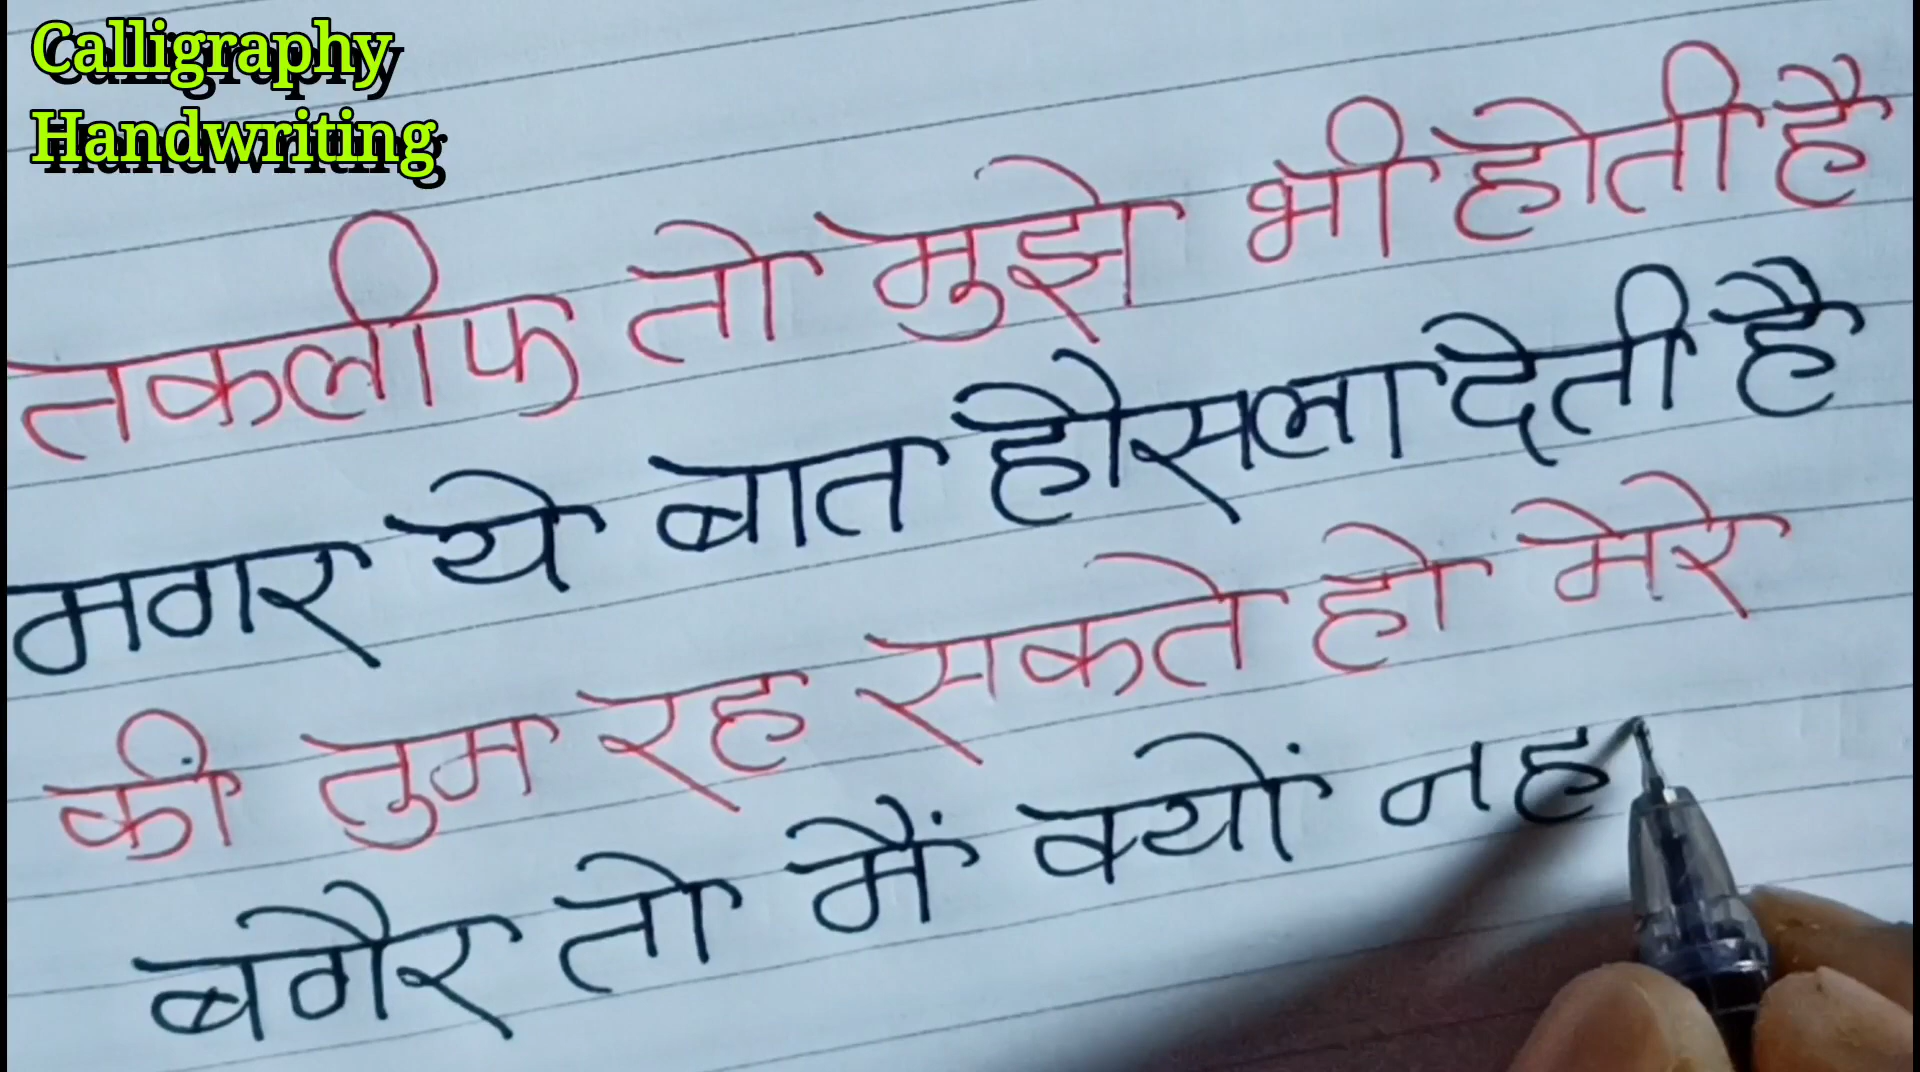 Calligraphy
Handwriting
तकलीफ तो मुझे भी होती है
मगर ये बात हौसला देती है
की तुम रह सकते हो मेरे
बगैर तो मैं क्यों नह